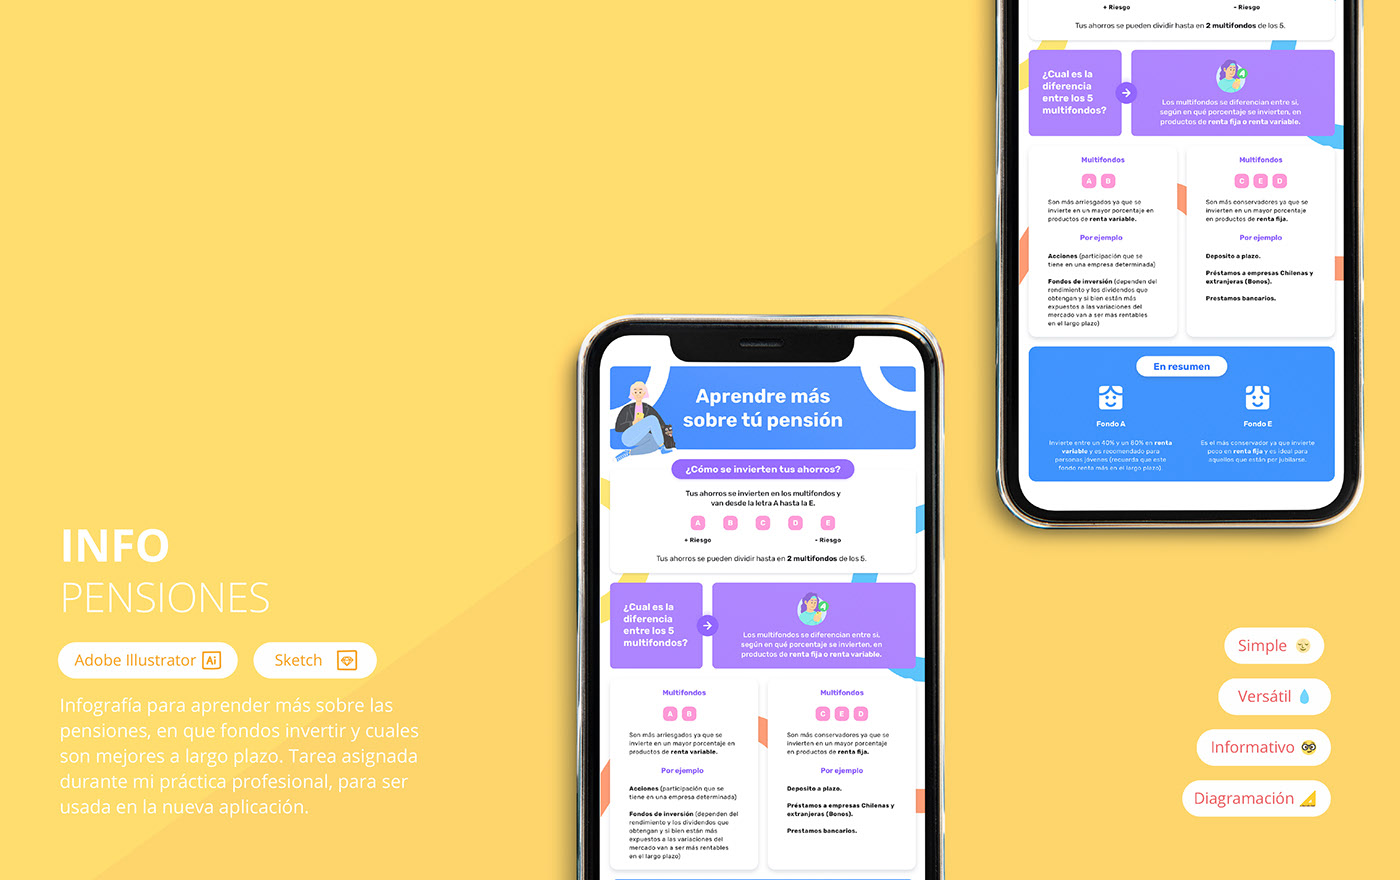 INFO
PENSIONES
Adobe Illustrator Ai
Sketch
Infografía para aprender más sobre las
pensiones, en que fondos invertir y cuales
son mejores a largo plazo. Tarea asignada
durante mi práctica profesional, para ser
usada en la nueva aplicación.
Aprendre más
sobre tú pensión
¿Cómo se invierten tus ahorros?
Tus ahorros se invierten en los multifondos y
van desde la letra A hasta la E.
A B C D E
+ Riesgo - Riesgo
Tus ahorros se pueden dividir hasta en 2 multifondos de los 5.
¿Cual es la
diferencia
entre los 5
multifondos?
Los multifondos se diferencian entre si,
según en qué porcentaje se invierten, en
productos de renta fija o renta variable.
Multifondos
A B
Son más arriesgados ya que se
invierte en un mayor porcentaje en
productos de renta variable.
Por ejemplo
Acciones (participación que se
tiene en una empresa determinada)
Fondos de inversión (dependen del
rendimiento y los dividendos que
obtengan y si bien están más
expuestos a las variaciones del
mercado van a ser más rentables
en el largo plazo)
Multifondos
C E D
Son más conservadores ya que se
invierten en un mayor porcentaje
en productos de renta fija.
Por ejemplo
Deposito a plazo.
Préstamos a empresas Chilenas y
extranjeras (Bonos).
Prestamos bancarios.
+ Riesgo - Riesgo
Tus ahorros se pueden dividir hasta en 2 multifondos de los 5.
¿Cual es la
diferencia
entre los 5
multifondos?
Los multifondos se diferencian entre si,
según en qué porcentaje se invierten, en
productos de renta fija o renta variable.
Multifondos
A B
Son más arriesgados ya que se
invierte en un mayor porcentaje en
productos de renta variable.
Por ejemplo
Acciones (participación que se
tiene en una empresa determinada)
Fondos de inversión (dependen del
rendimiento y los dividendos que
obtengan y si bien están más
expuestos a las variaciones del
mercado van a ser más rentables
en el largo plazo)
Multifondos
C E D
Son más conservadores ya que se
invierten en un mayor porcentaje
en productos de renta fija.
Por ejemplo
Deposito a plazo.
Préstamos a empresas Chilenas y
extranjeras (Bonos).
Prestamos bancarios.
En resumen
Fondo A
Invierte entre un 40% y un 80% en renta
variable y es recomendado para
personas jóvenes (recuerda que este
fondo renta más en el largo plazo).
Fondo E
Es el más conservador ya que invierte
poco en renta fija y es ideal para
aquellos que están por jubilarse.
Simple
Versátil
Informativo
Diagramación